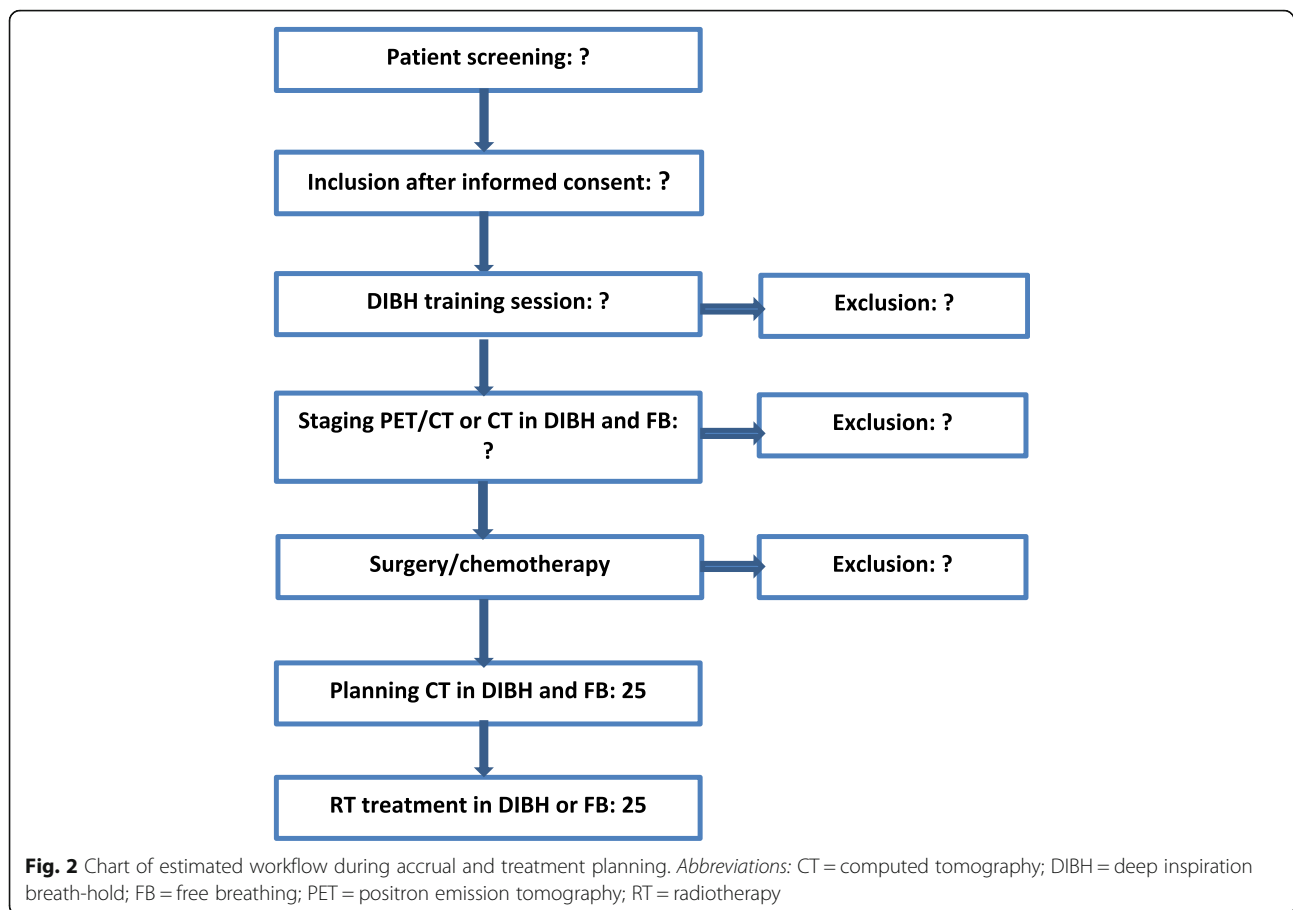 Patient screening: ?
Inclusion after informed consent: ?
DIBH training session: ?
Exclusion: ?
Staging PET/CT or CT in DIBH and FB:
?
Exclusion: ?
Surgery/chemotherapy
Exclusion: ?
Planning CT in DIBH and FB: 25
RT treatment in DIBH or FB: 25
Fig. 2 Chart of estimated workflow during accrual and treatment planning. Abbreviations: CT = computed tomography; DIBH = deep inspiration
breath-hold; FB = free breathing; PET = positron emission tomography; RT = radiotherapy